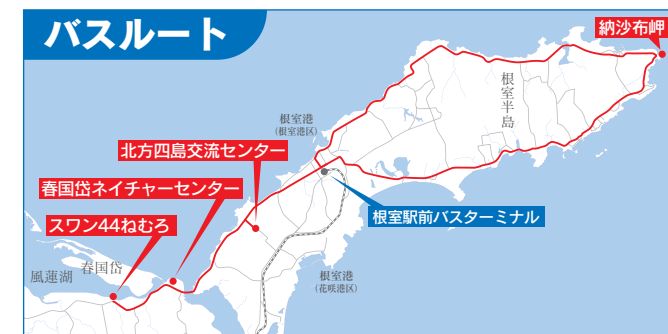 バスルート
納沙布岬
根室半島
根室港
(根室港区)
北方四島交流センター
春国岱ネイチャーセンター
根室駅前バスターミナル
スワン44ねむろ
春国岱
風蓮湖
根室港
(花咲港区)